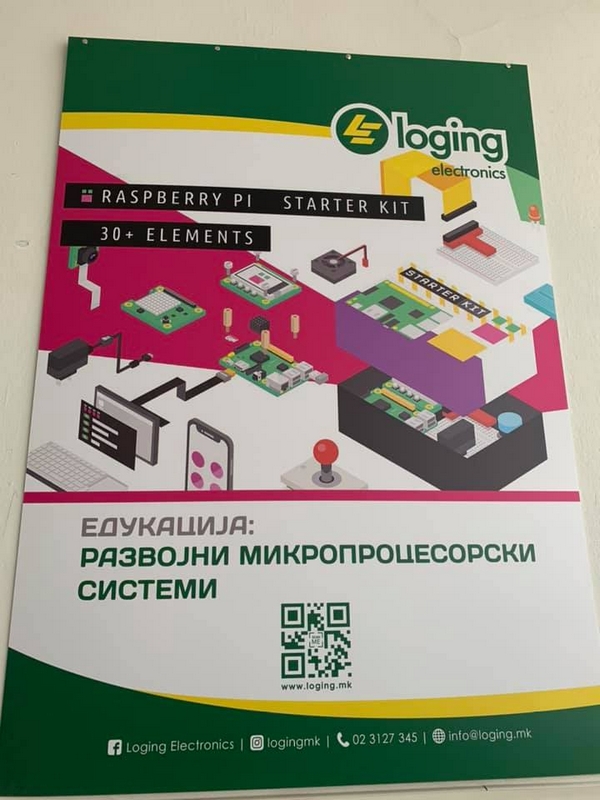 loging
electronics
RASPBERRY PI STARTER KIT
30+ ELEMENTS
STARTER KIT
ЕДУКАЦИЈА:
РАЗВОЈНИ МИКРОПРОЦЕСОРСКИ
СИСТЕМИ
www.loging.mk
Loging Electronics | logingmk | 02 3127 345 | info@loging.mk